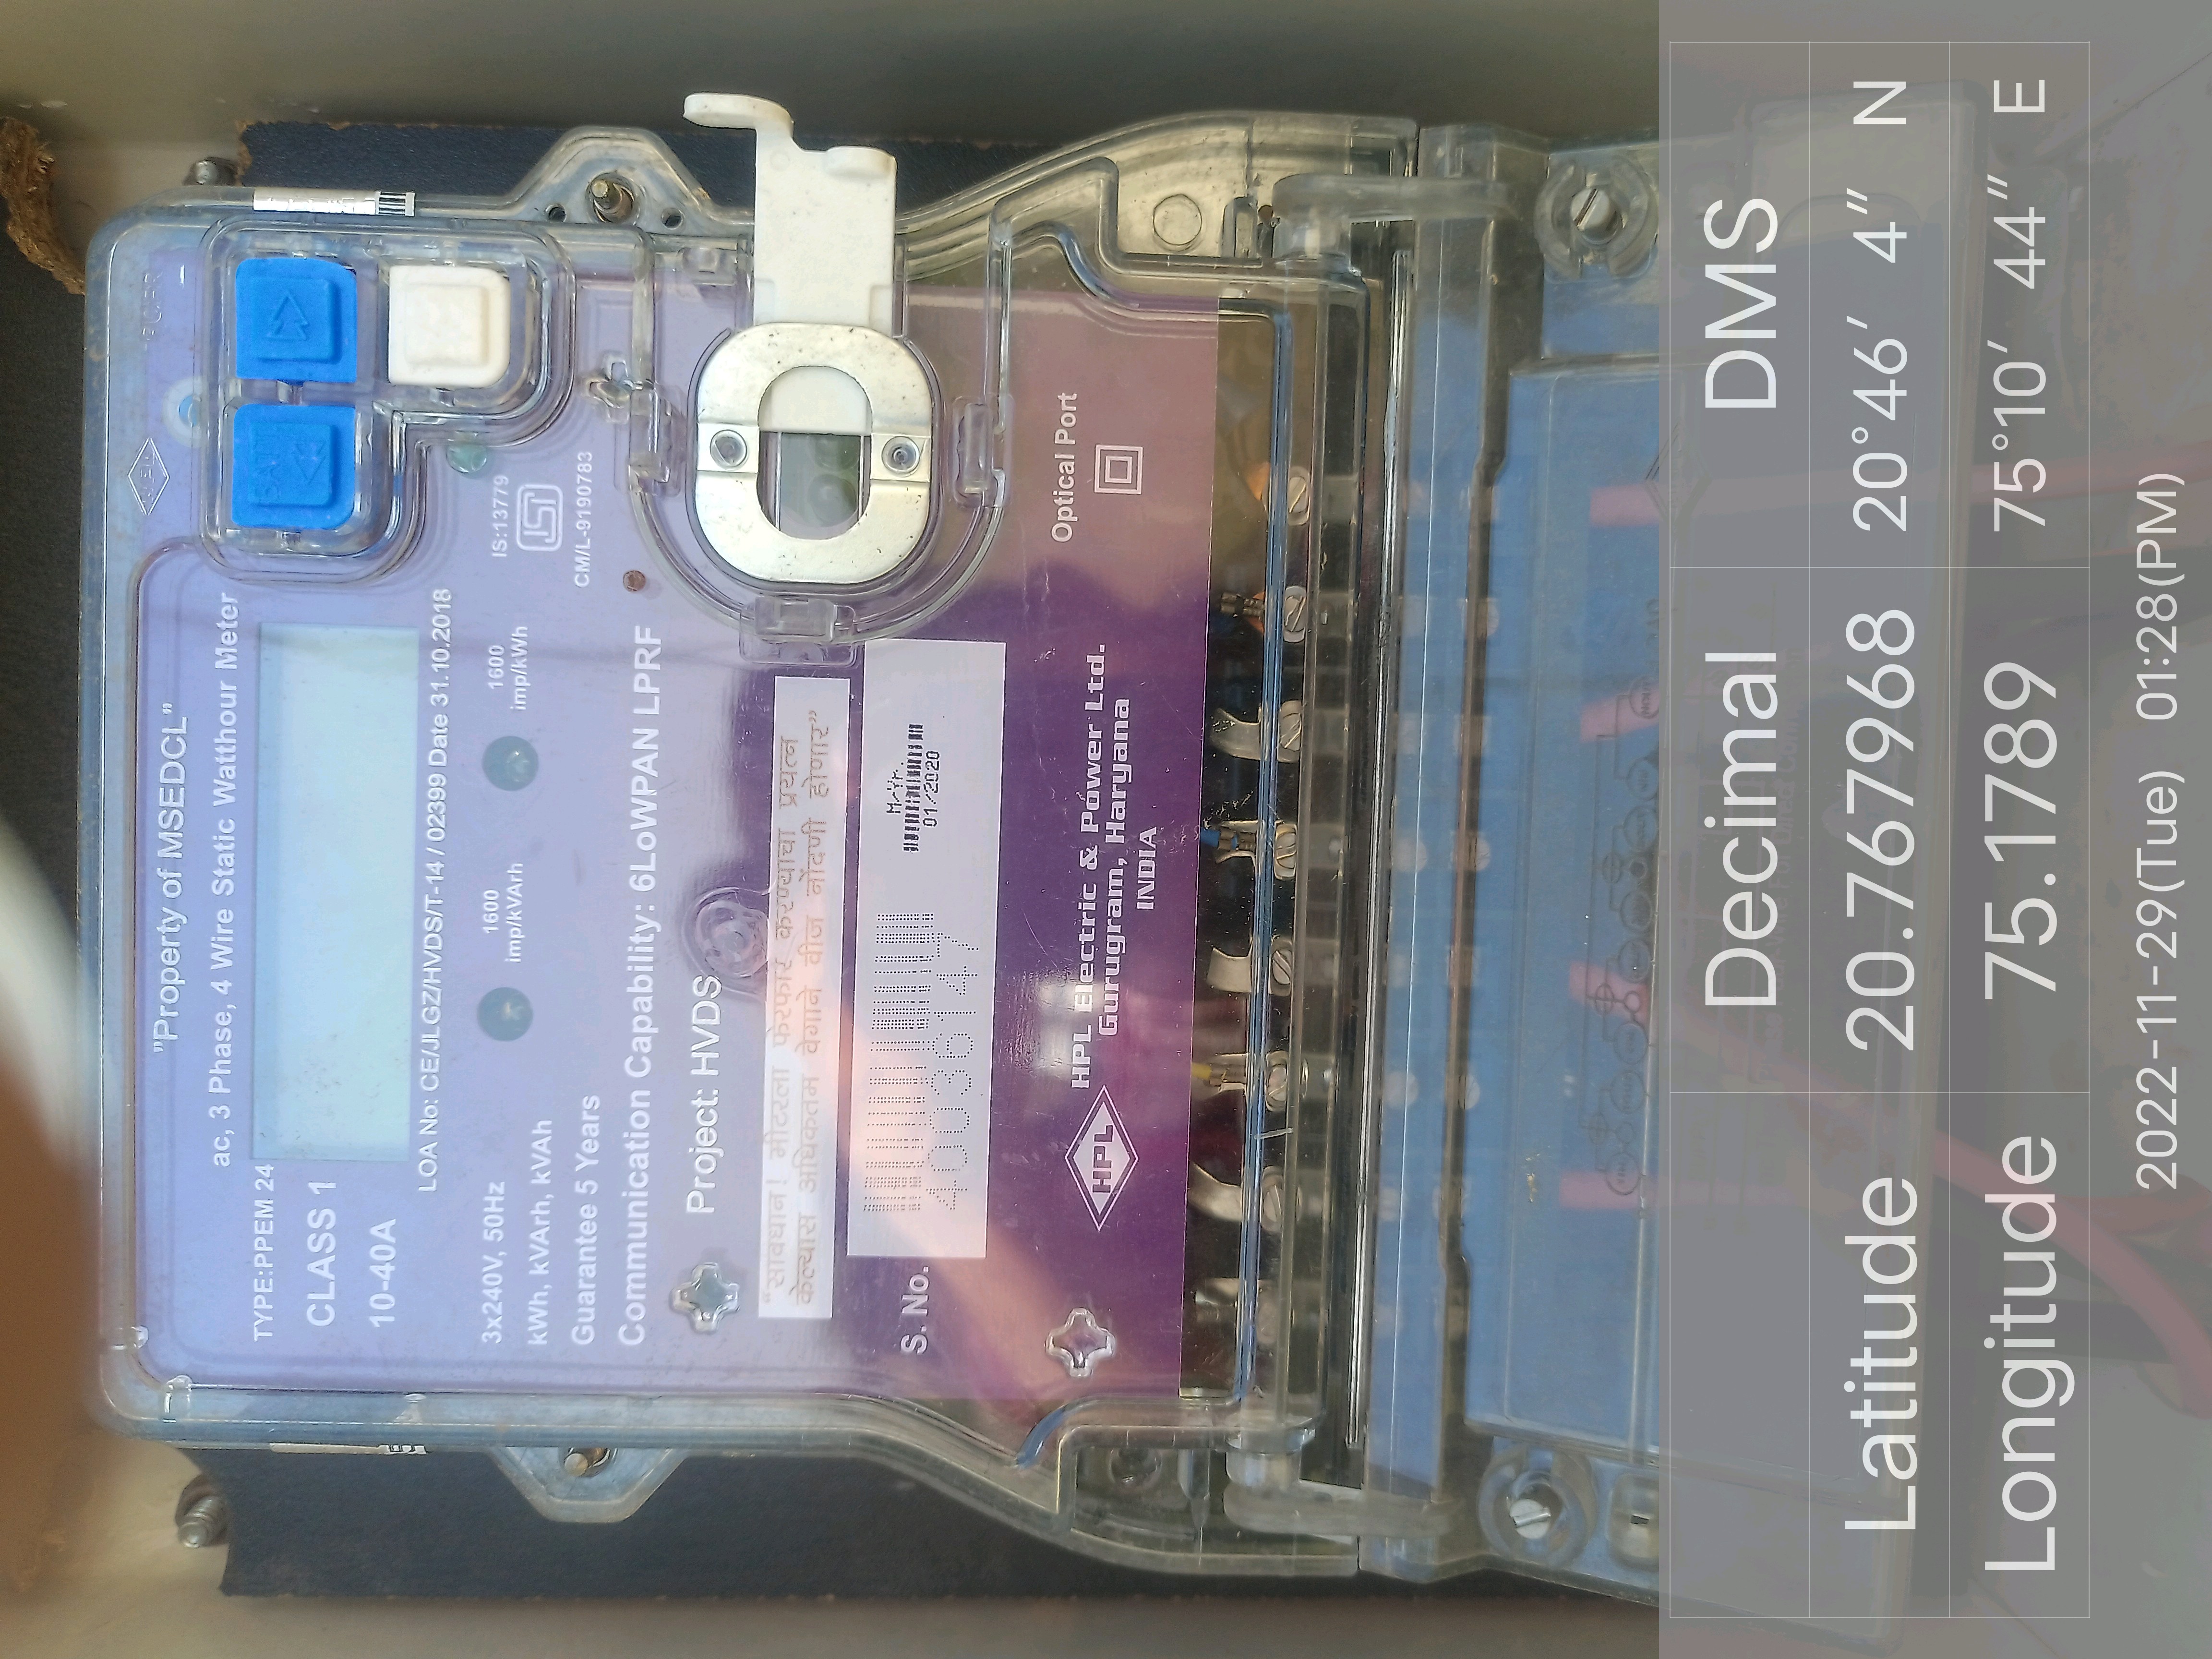 "Property of MSEDCL"
ac, 3 Phase, 4 Wire Static Watthour Meter
TYPE:PPEM 24
CLASS 1
10-40A
BATT
LOA No: CE/JLGZ/HVDS/T-14 / 02399 Date 31.10.2018
3x240V, 50Hz
1600
imp/kVArh
1600
imp/kWh
IS:13779
ISI
kWh, kVArh, kVAh
CM/L-9190783
Guarantee 5 Years
Communication Capability: 6LoWPAN LPRF
Project: HVDS
“सावधान! मीटरला फेरफार करण्याचा प्रयत्न
केल्यास अधिकतम वेगाने वीज नोंदणी होणार”
S. No.
40036147
M/Yr.
01/2020
HPL
HPL Electric & Power Ltd.
Gurugram, Haryana
INDIA
Optical Port
Decimal DMS
Latitude 20.767968 20°46′ 4″ N
Longitude 75.1789 75°10′ 44″ E
2022-11-29(Tue) 01:28(PM)